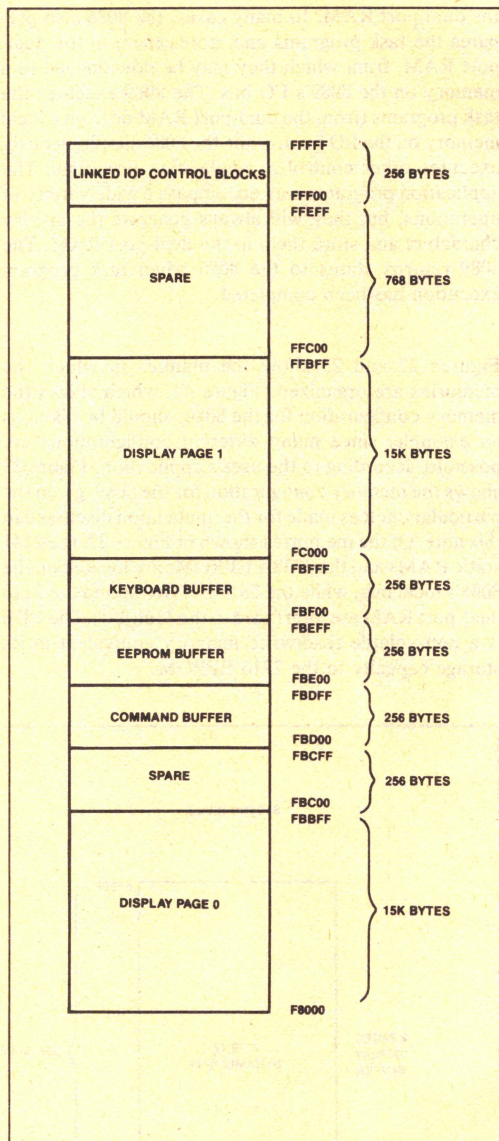 FFFFF
LINKED IOP CONTROL BLOCKS
256 BYTES
FFF00
FFEFF
SPARE
768 BYTES
FFC00
FFBFF
DISPLAY PAGE 1
15K BYTES
FC000
FBFFF
KEYBOARD BUFFER
256 BYTES
FBF00
FBEFF
EEPROM BUFFER
256 BYTES
FBE00
FBDFF
COMMAND BUFFER
256 BYTES
FBD00
FBCFF
SPARE
256 BYTES
FBC00
FBBFF
DISPLAY PAGE 0
15K BYTES
F8000